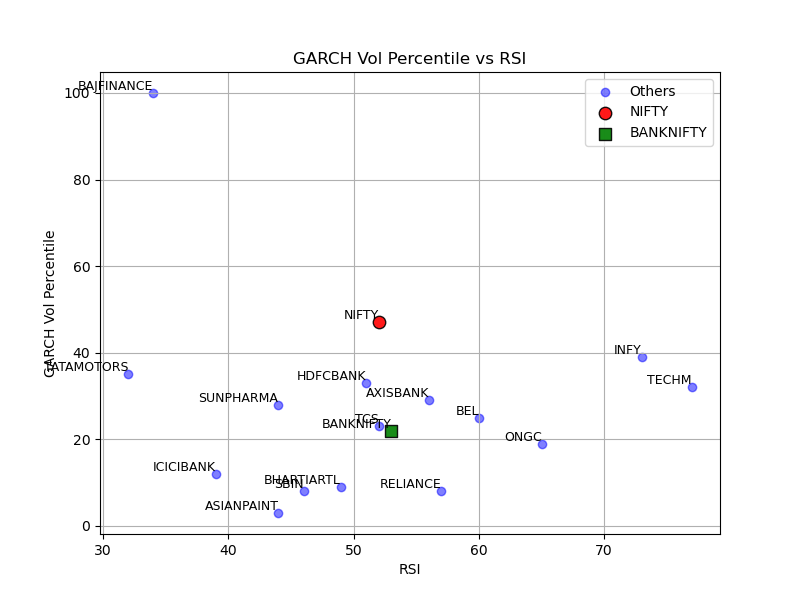 GARCH Vol Percentile vs RSI
BAJFINANCE
100
Others
NIFTY
BANKNIFTY
80
60
GARCH Vol Percentile
NIFTY
40
INFY
TATAMOTORS
HDFCBANK
TECHM
SUNPHARMA
AXISBANK
BEL
TCS
BANKNIFTY
20
ONGC
ICICIBANK
BHARTIARTL
SBIN
RELIANCE
ASIANPAINT
0
30
40
50
60
70
RSI